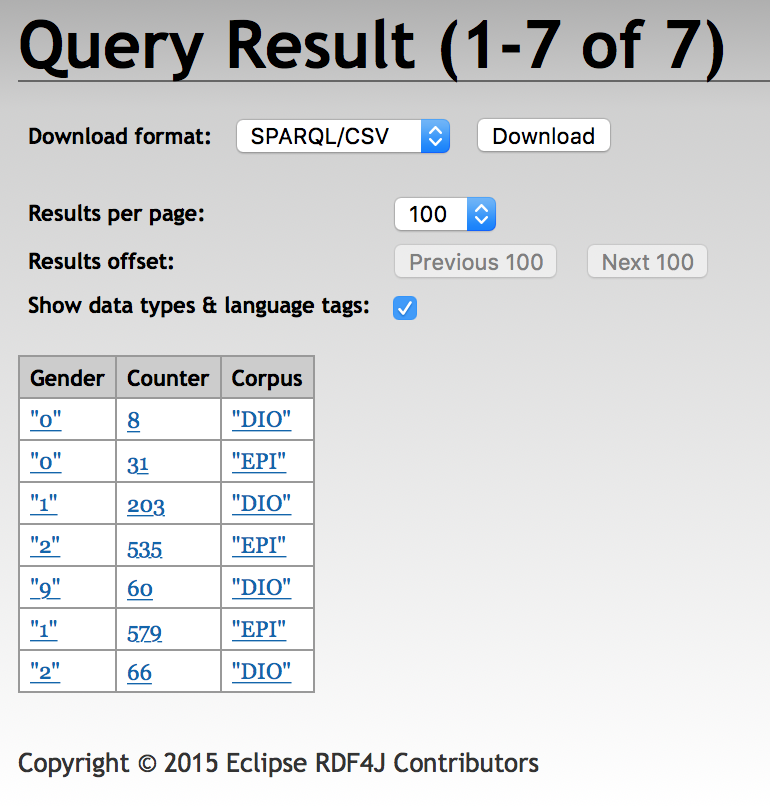 Query Result (1-7 of 7)
Download format: SPARQL/CSV Download
Results per page: 100
Results offset: Previous 100 Next 100
Show data types & language tags:
Gender Counter Corpus
"0" 8 "DIO"
"0" 31 "EPI"
"1" 203 "DIO"
"2" 535 "EPI"
"9" 60 "DIO"
"1" 579 "EPI"
"2" 66 "DIO"
Copyright © 2015 Eclipse RDF4J Contributors